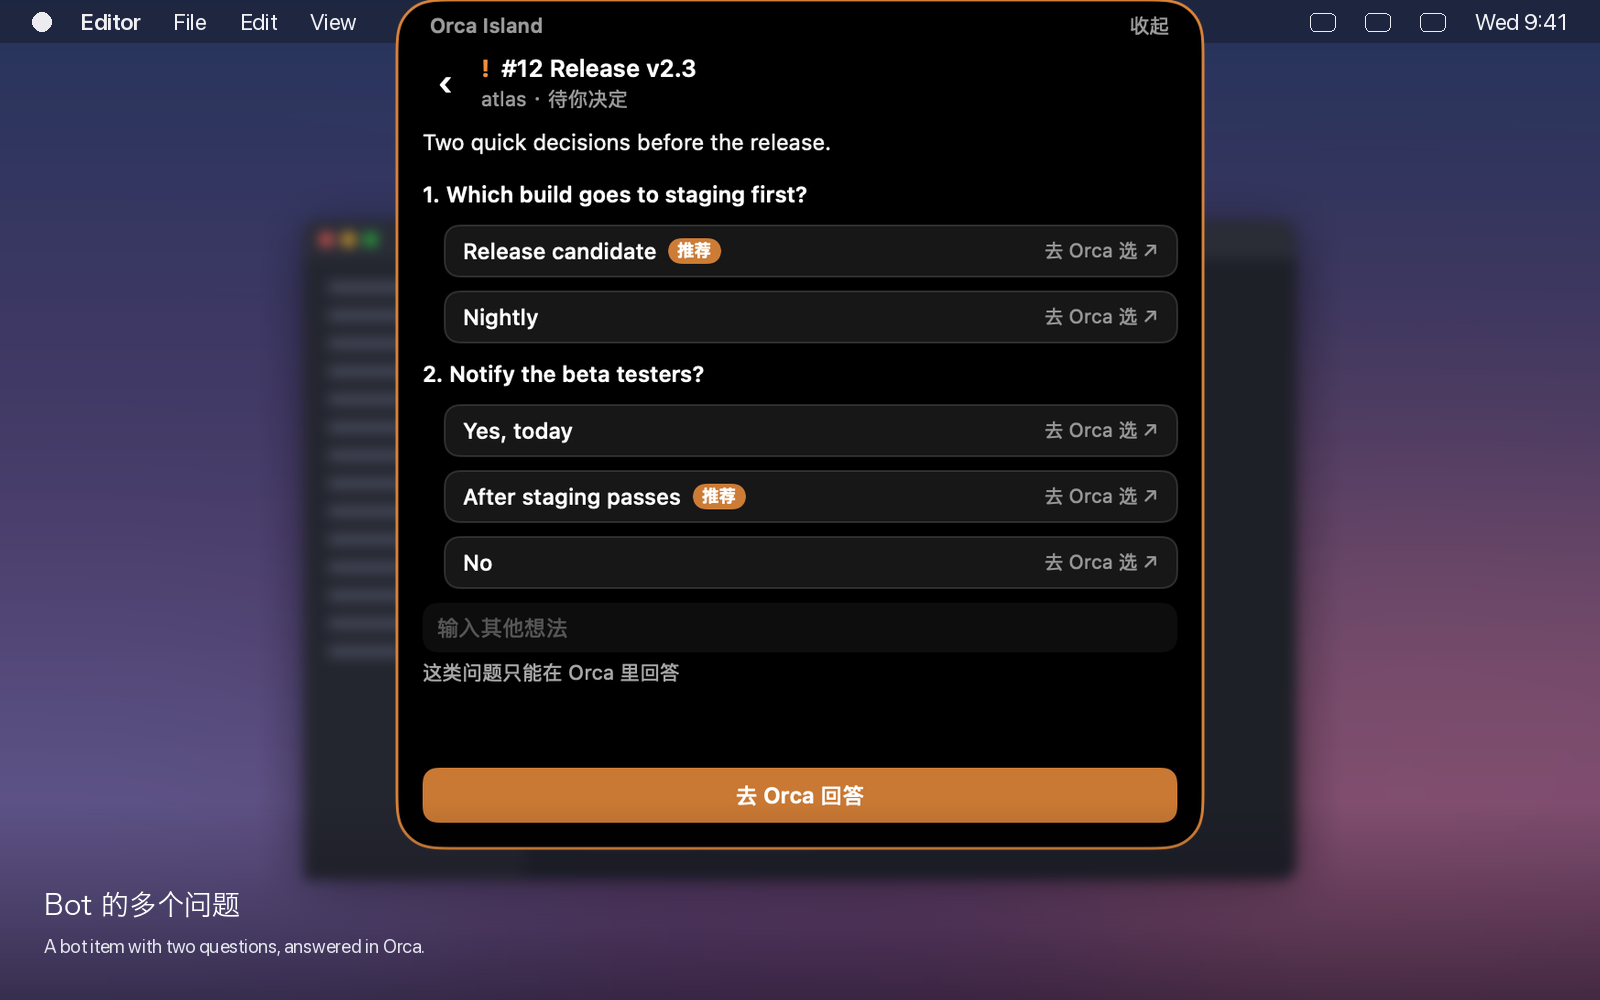 Editor File Edit View Wed 9:41
Orca Island 收起
! #12 Release v2.3
atlas · 待你决定
Two quick decisions before the release.
1. Which build goes to staging first?
Release candidate 推荐 去 Orca 选 ↗
Nightly 去 Orca 选 ↗
2. Notify the beta testers?
Yes, today 去 Orca 选 ↗
After staging passes 推荐 去 Orca 选 ↗
No 去 Orca 选 ↗
输入其他想法
这类问题只能在 Orca 里回答
去 Orca 回答
Bot 的多个问题
A bot item with two questions, answered in Orca.